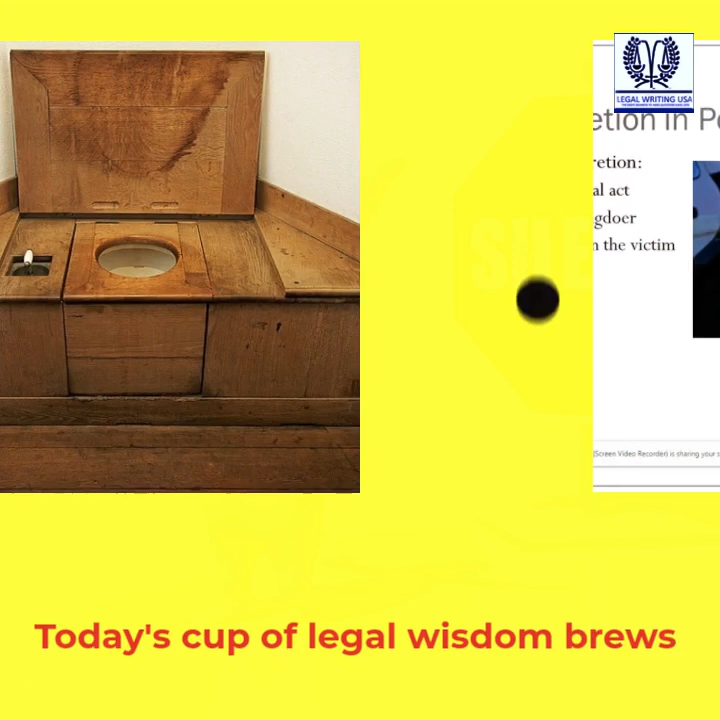 LEGAL WRITING USA
etion in Po
retion:
al act
gdoer
n the victim
(Screen Video Recorder) is sharing your s
Today's cup of legal wisdom brews